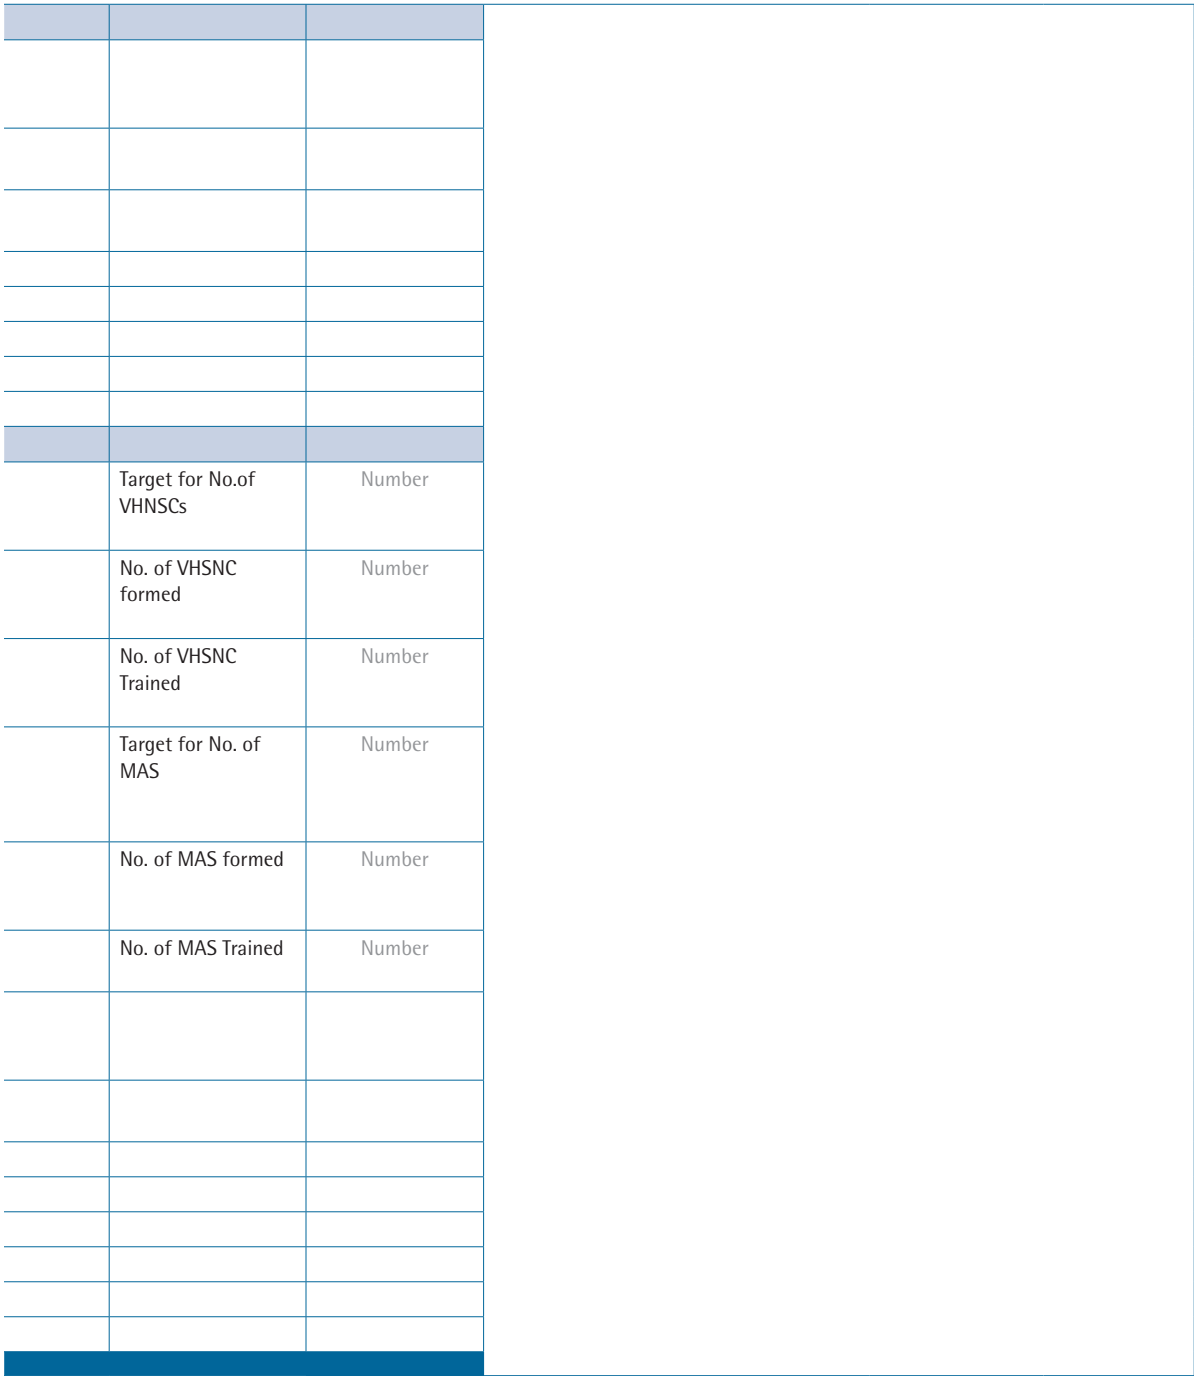 Target for No.of Number
VHNSCs
No. of VHSNC Number
formed
No. of VHSNC Number
Trained
Target for No. of Number
MAS
No. of MAS formed Number
No. of MAS Trained Number